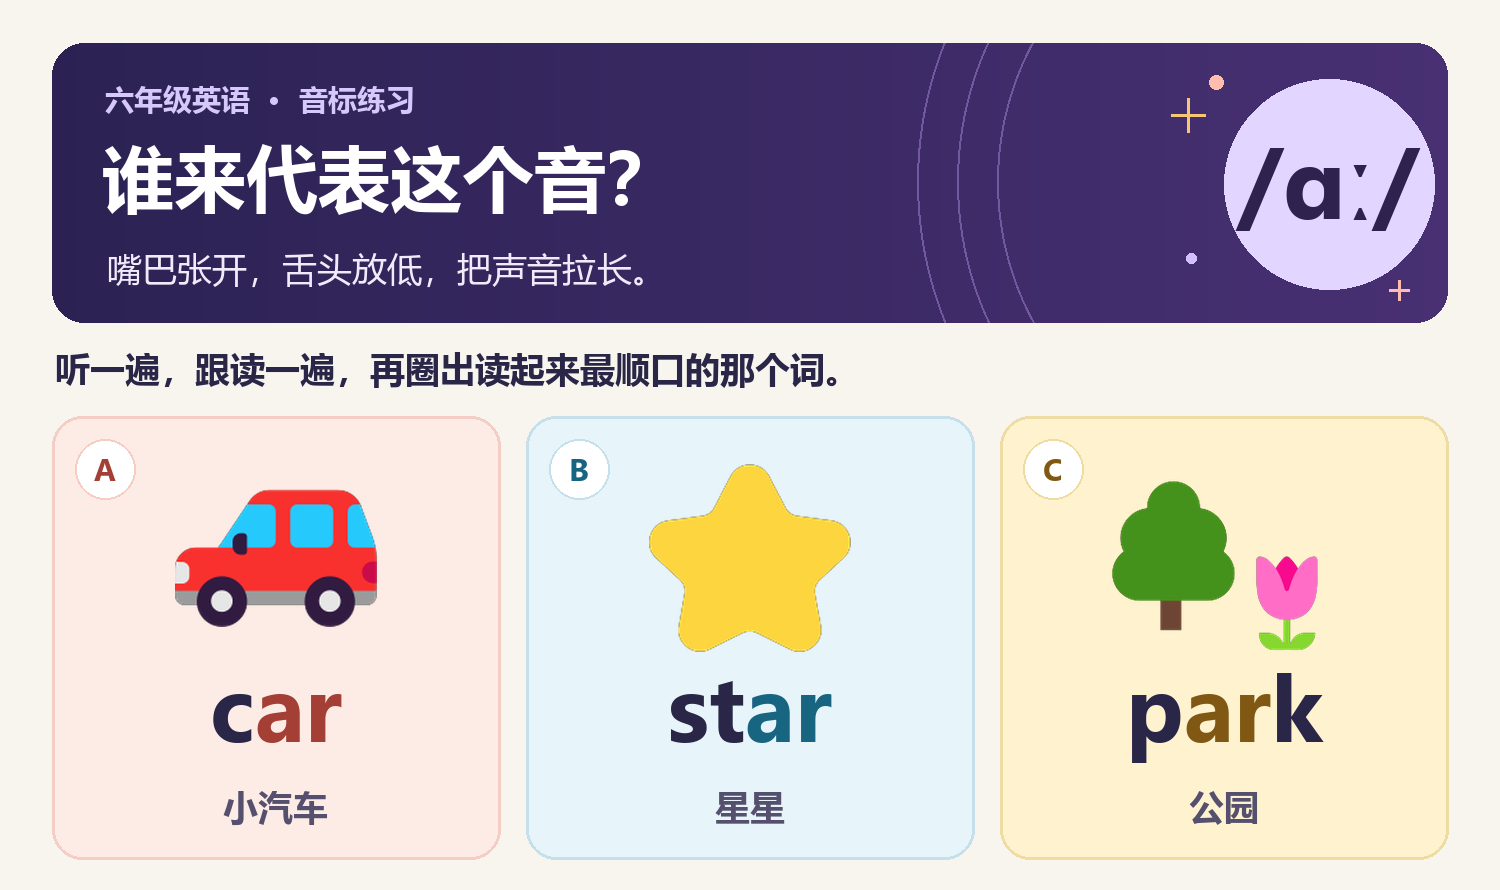 六年级英语 • 音标练习
谁来代表这个音？
嘴巴张开，舌头放低，把声音拉长。
/ɑː/
听一遍，跟读一遍，再圈出读起来最顺口的那个词。
A
car
小汽车
B
star
星星
C
park
公园